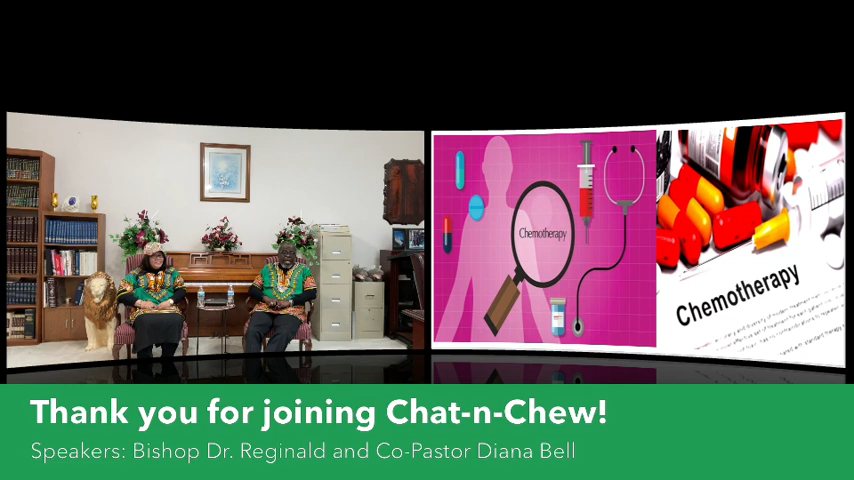 Chemotherapy
Chemotherapy
Thank you for joining Chat-n-Chew!
Speakers: Bishop Dr. Reginald and Co-Pastor Diana Bell